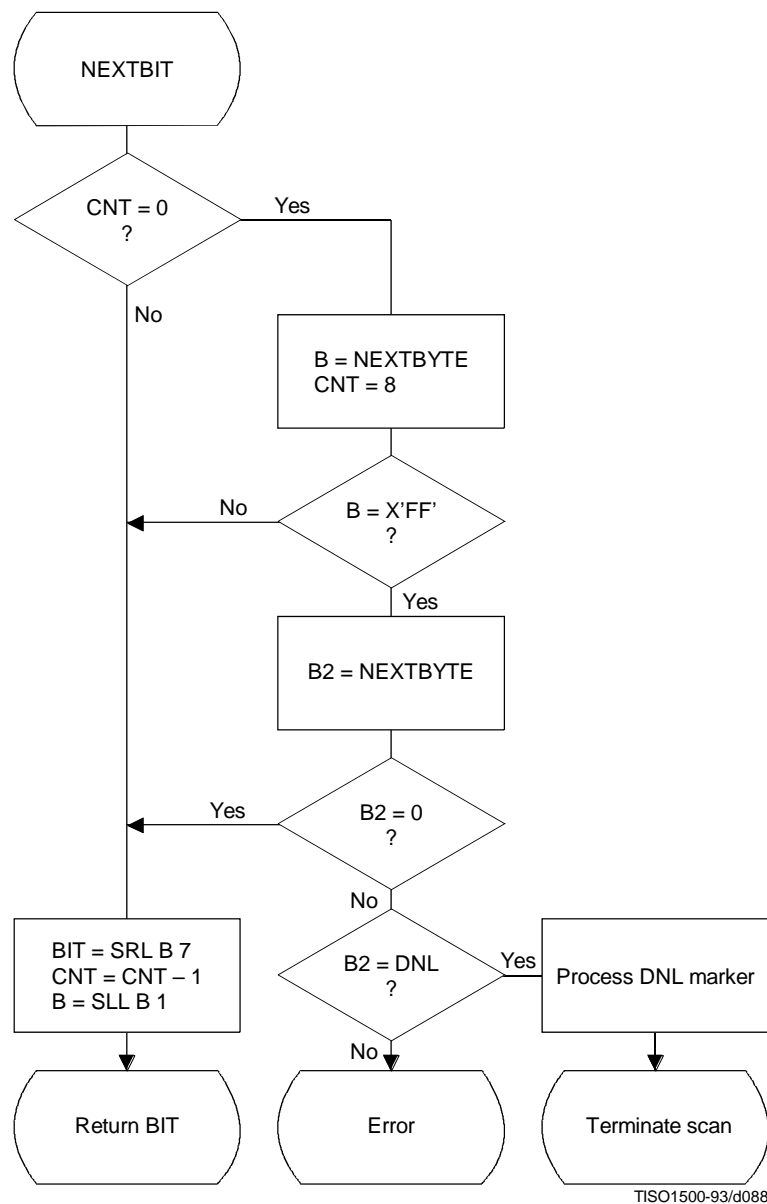 NEXTBIT
CNT = 0
?
Yes
No
B = NEXTBYTE
CNT = 8
B = X’FF’
?
No
Yes
B2 = NEXTBYTE
B2 = 0
?
Yes
No
BIT = SRL B 7
CNT = CNT – 1
B = SLL B 1
B2 = DNL
?
Yes
Process DNL marker
No
Return BIT
Error
Terminate scan
TISO1500-93/d088